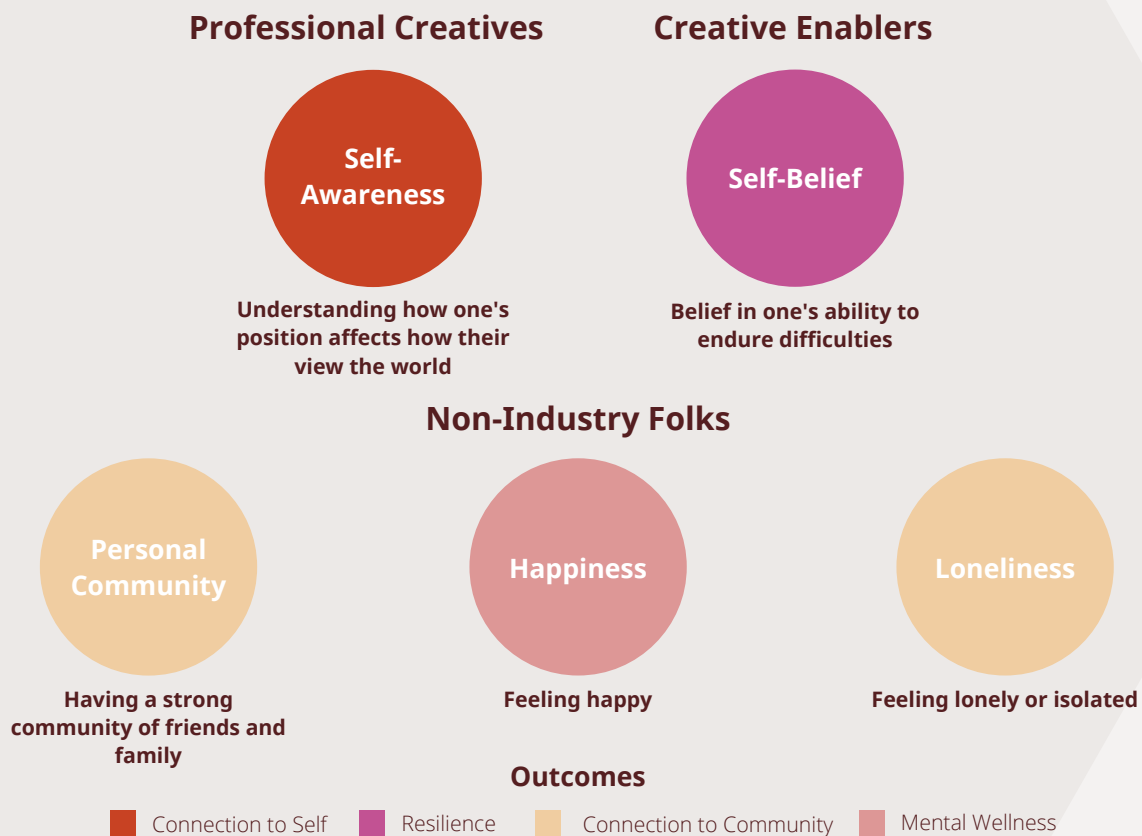 Professional Creatives
Creative Enablers
Self-
Awareness
Self-Belief
Understanding how one's
position affects how their
view the world
Belief in one's ability to
endure difficulties
Non-Industry Folks
Personal
Community
Happiness
Loneliness
Having a strong
community of friends and
family
Feeling happy
Feeling lonely or isolated
Outcomes
Connection to Self
Resilience
Connection to Community
Mental Wellness